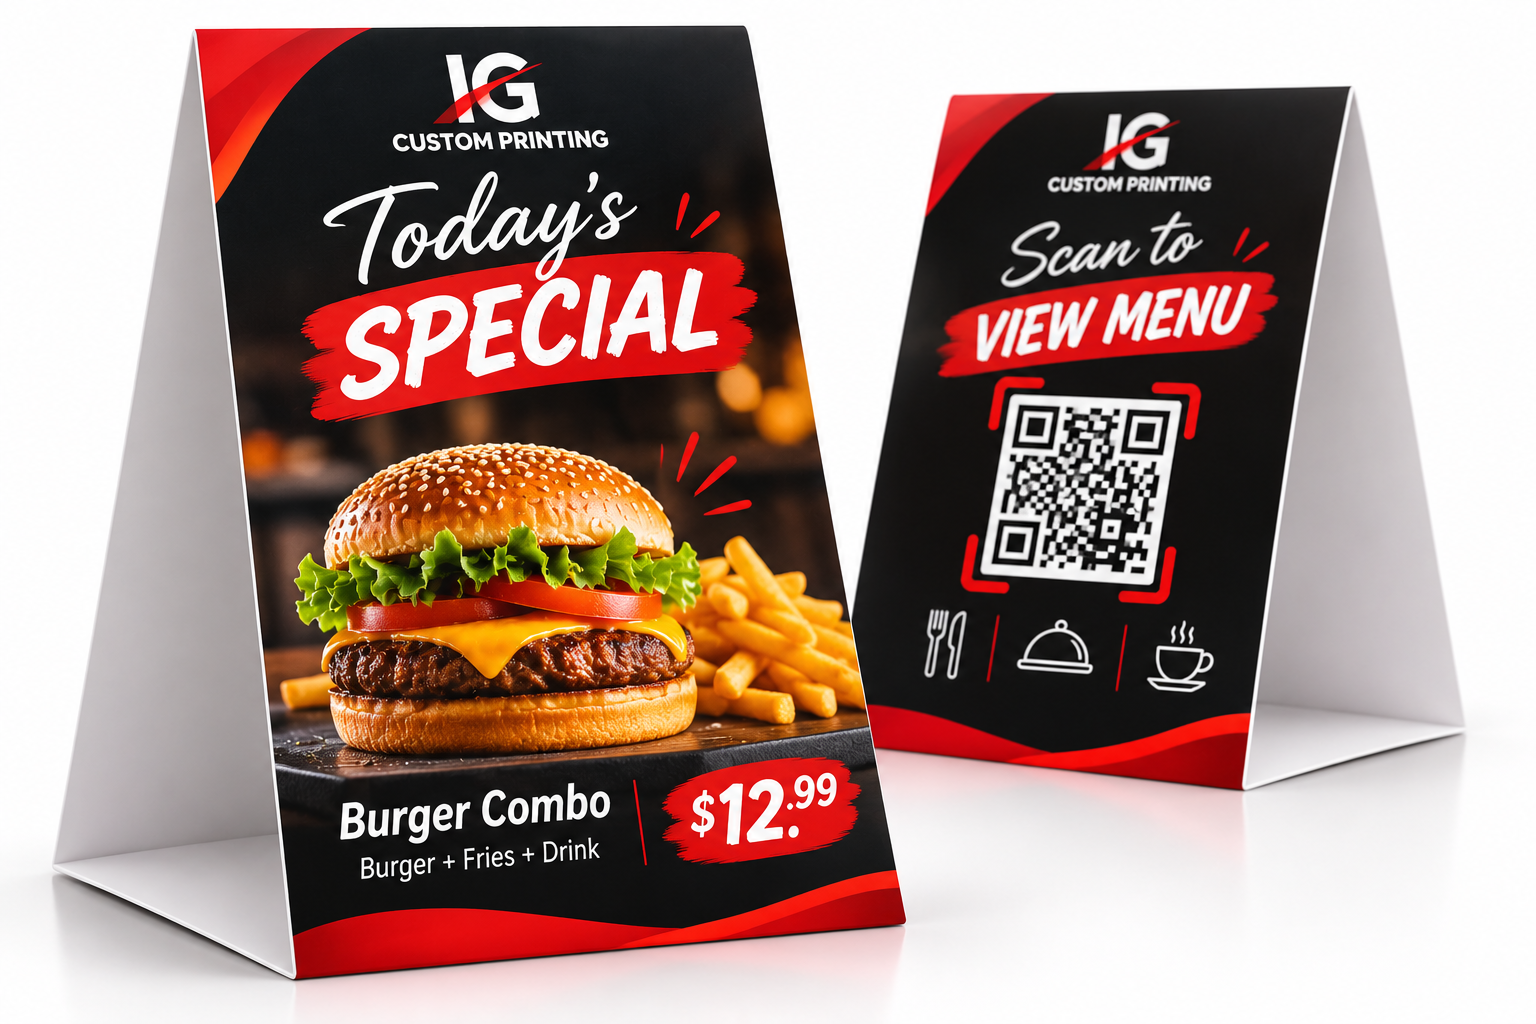 IG
CUSTOM PRINTING
Today's
SPECIAL
Burger Combo
Burger + Fries + Drink
$12.99
IG
CUSTOM PRINTING
Scan to
VIEW MENU